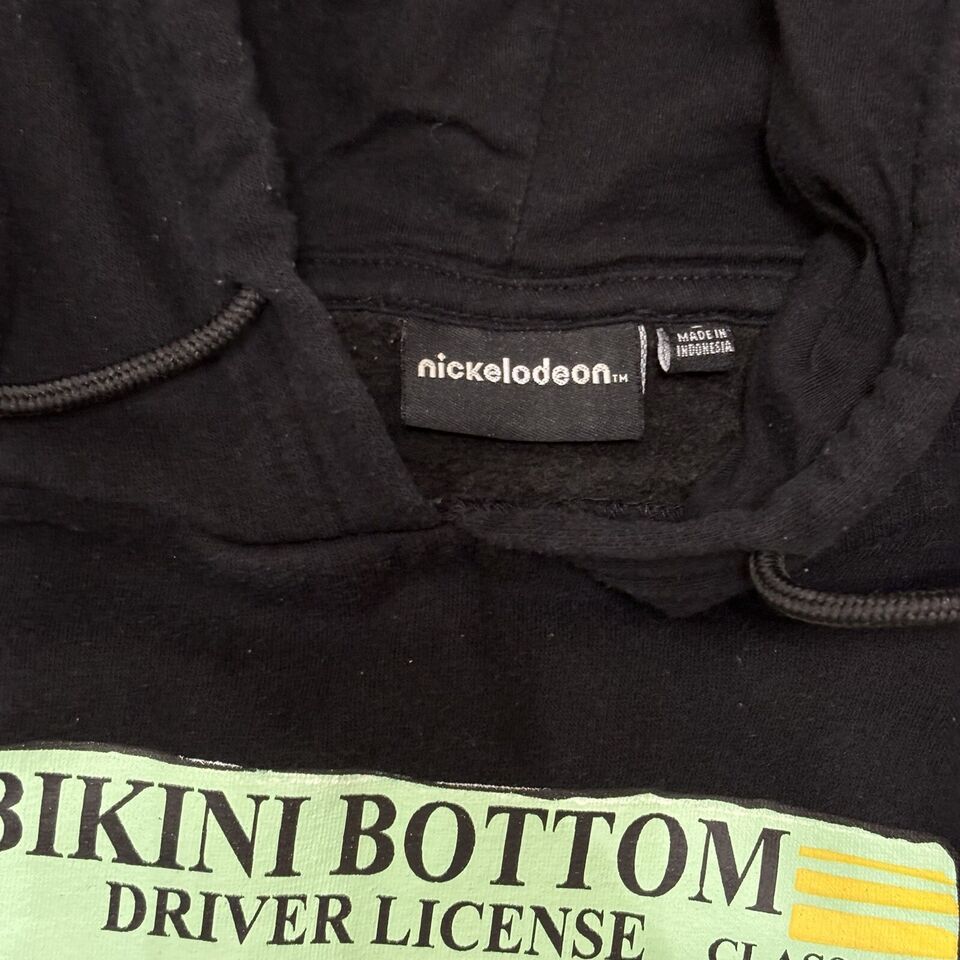 nickelodeon™
MADE IN
INDONESIA
BIKINI BOTTOM
DRIVER LICENSE